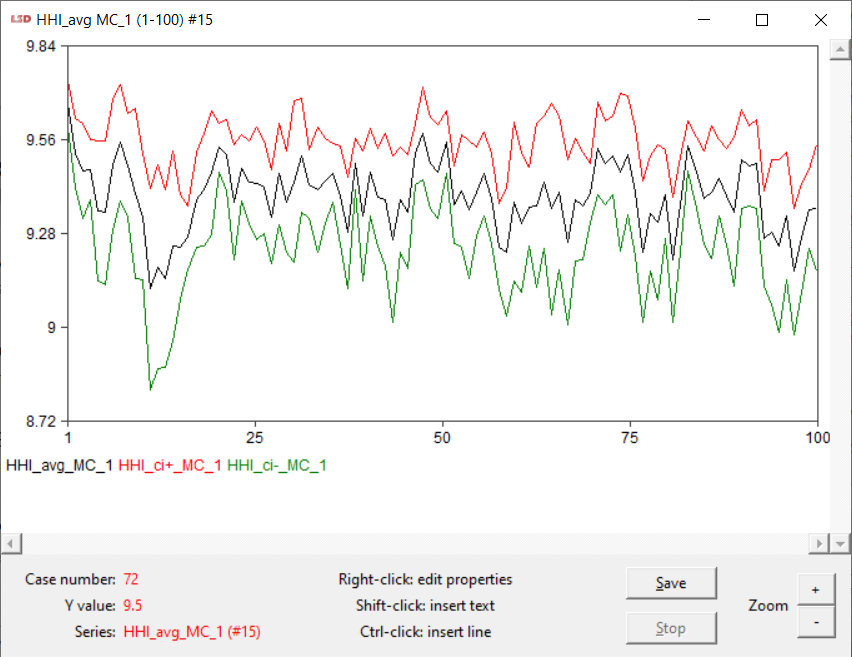 LSD HHI_avg MC_1 (1-100) #15
9.84
9.56
9.28
9
8.72
1 25 50 75 100
HHI_avg_MC_1 HHI_ci+_MC_1 HHI_ci-_MC_1
Case number: 72 Right-click: edit properties Save
Y value: 9.5 Shift-click: insert text Zoom + -
Series: HHI_avg_MC_1 (#15) Ctrl-click: insert line Stop